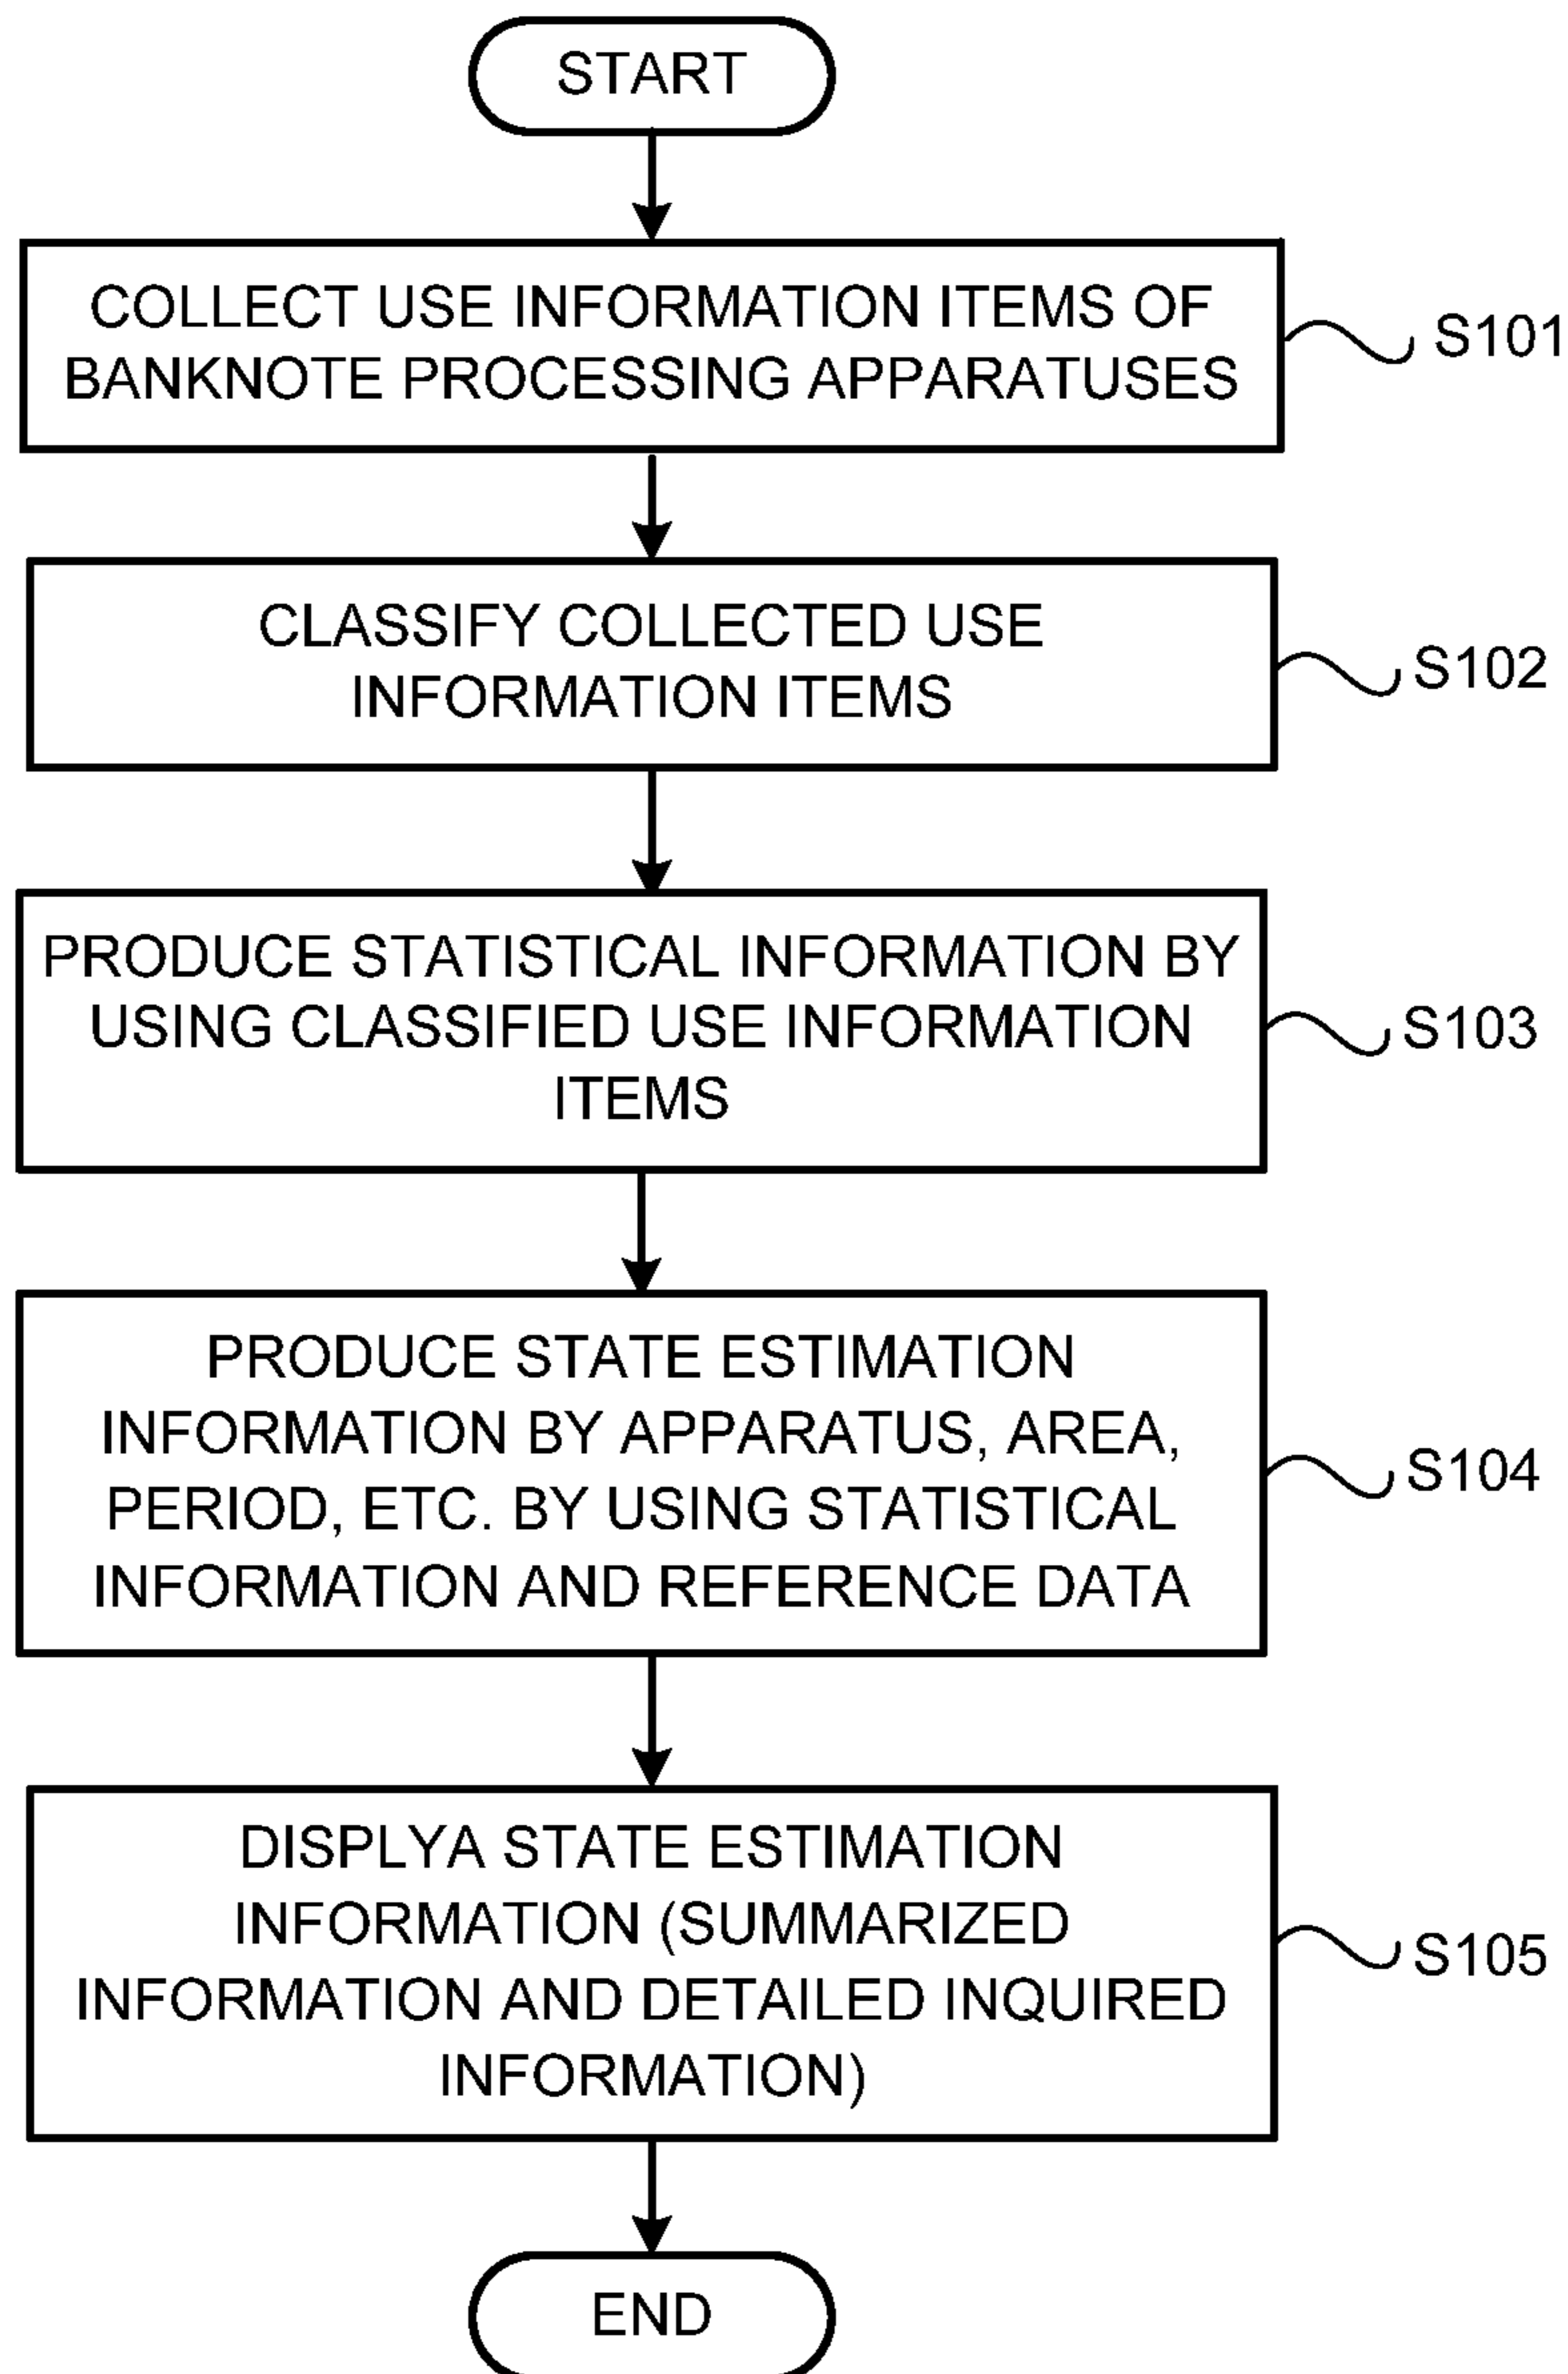 START
COLLECT USE INFORMATION ITEMS OF
BANKNOTE PROCESSING APPARATUSES
S101
CLASSIFY COLLECTED USE
INFORMATION ITEMS
S102
PRODUCE STATISTICAL INFORMATION BY
USING CLASSIFIED USE INFORMATION
ITEMS
S103
PRODUCE STATE ESTIMATION
INFORMATION BY APPARATUS, AREA,
PERIOD, ETC. BY USING STATISTICAL
INFORMATION AND REFERENCE DATA
S104
DISPLYA STATE ESTIMATION
INFORMATION (SUMMARIZED
INFORMATION AND DETAILED INQUIRED
INFORMATION)
S105
END